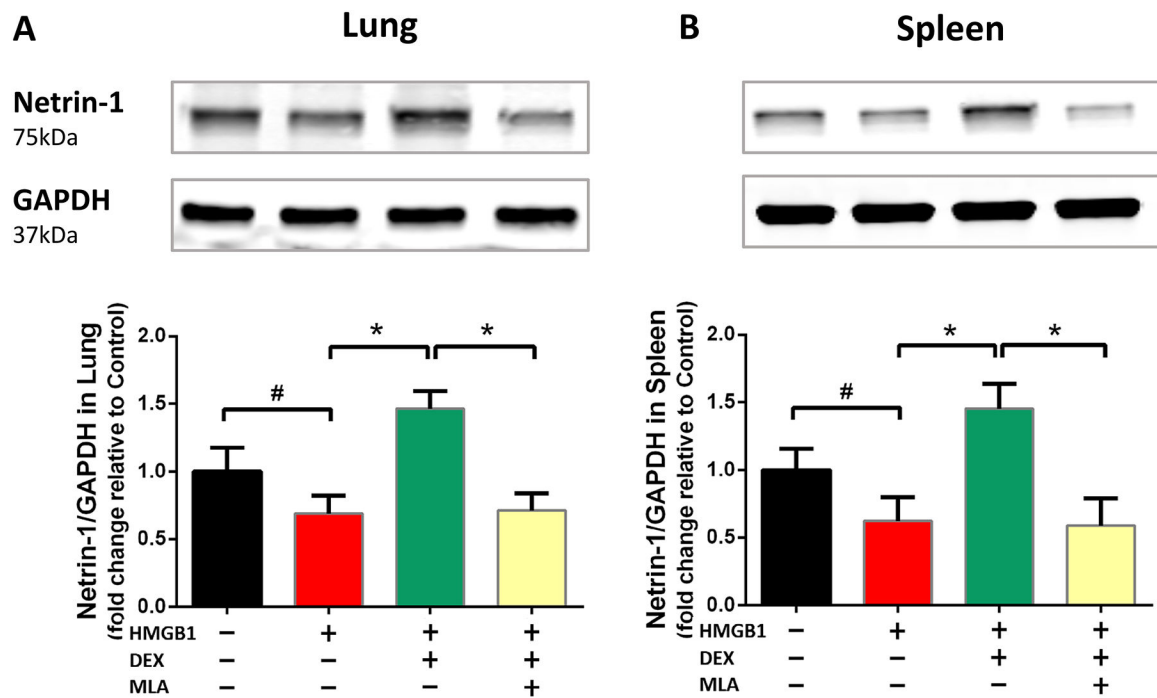 A
Lung
Netrin-1
75kDa
GAPDH
37kDa
Netrin-1/GAPDH in Lung
(fold change relative to Control)
2.0
1.5
1.0
0.5
0.0
#
*
*
HMGB1 − + + +
DEX − − + +
MLA − − − +
B
Spleen
Netrin-1/GAPDH in Spleen
(fold change relative to Control)
2.0
1.5
1.0
0.5
0.0
#
*
*
HMGB1 − + + +
DEX − − + +
MLA − − − +